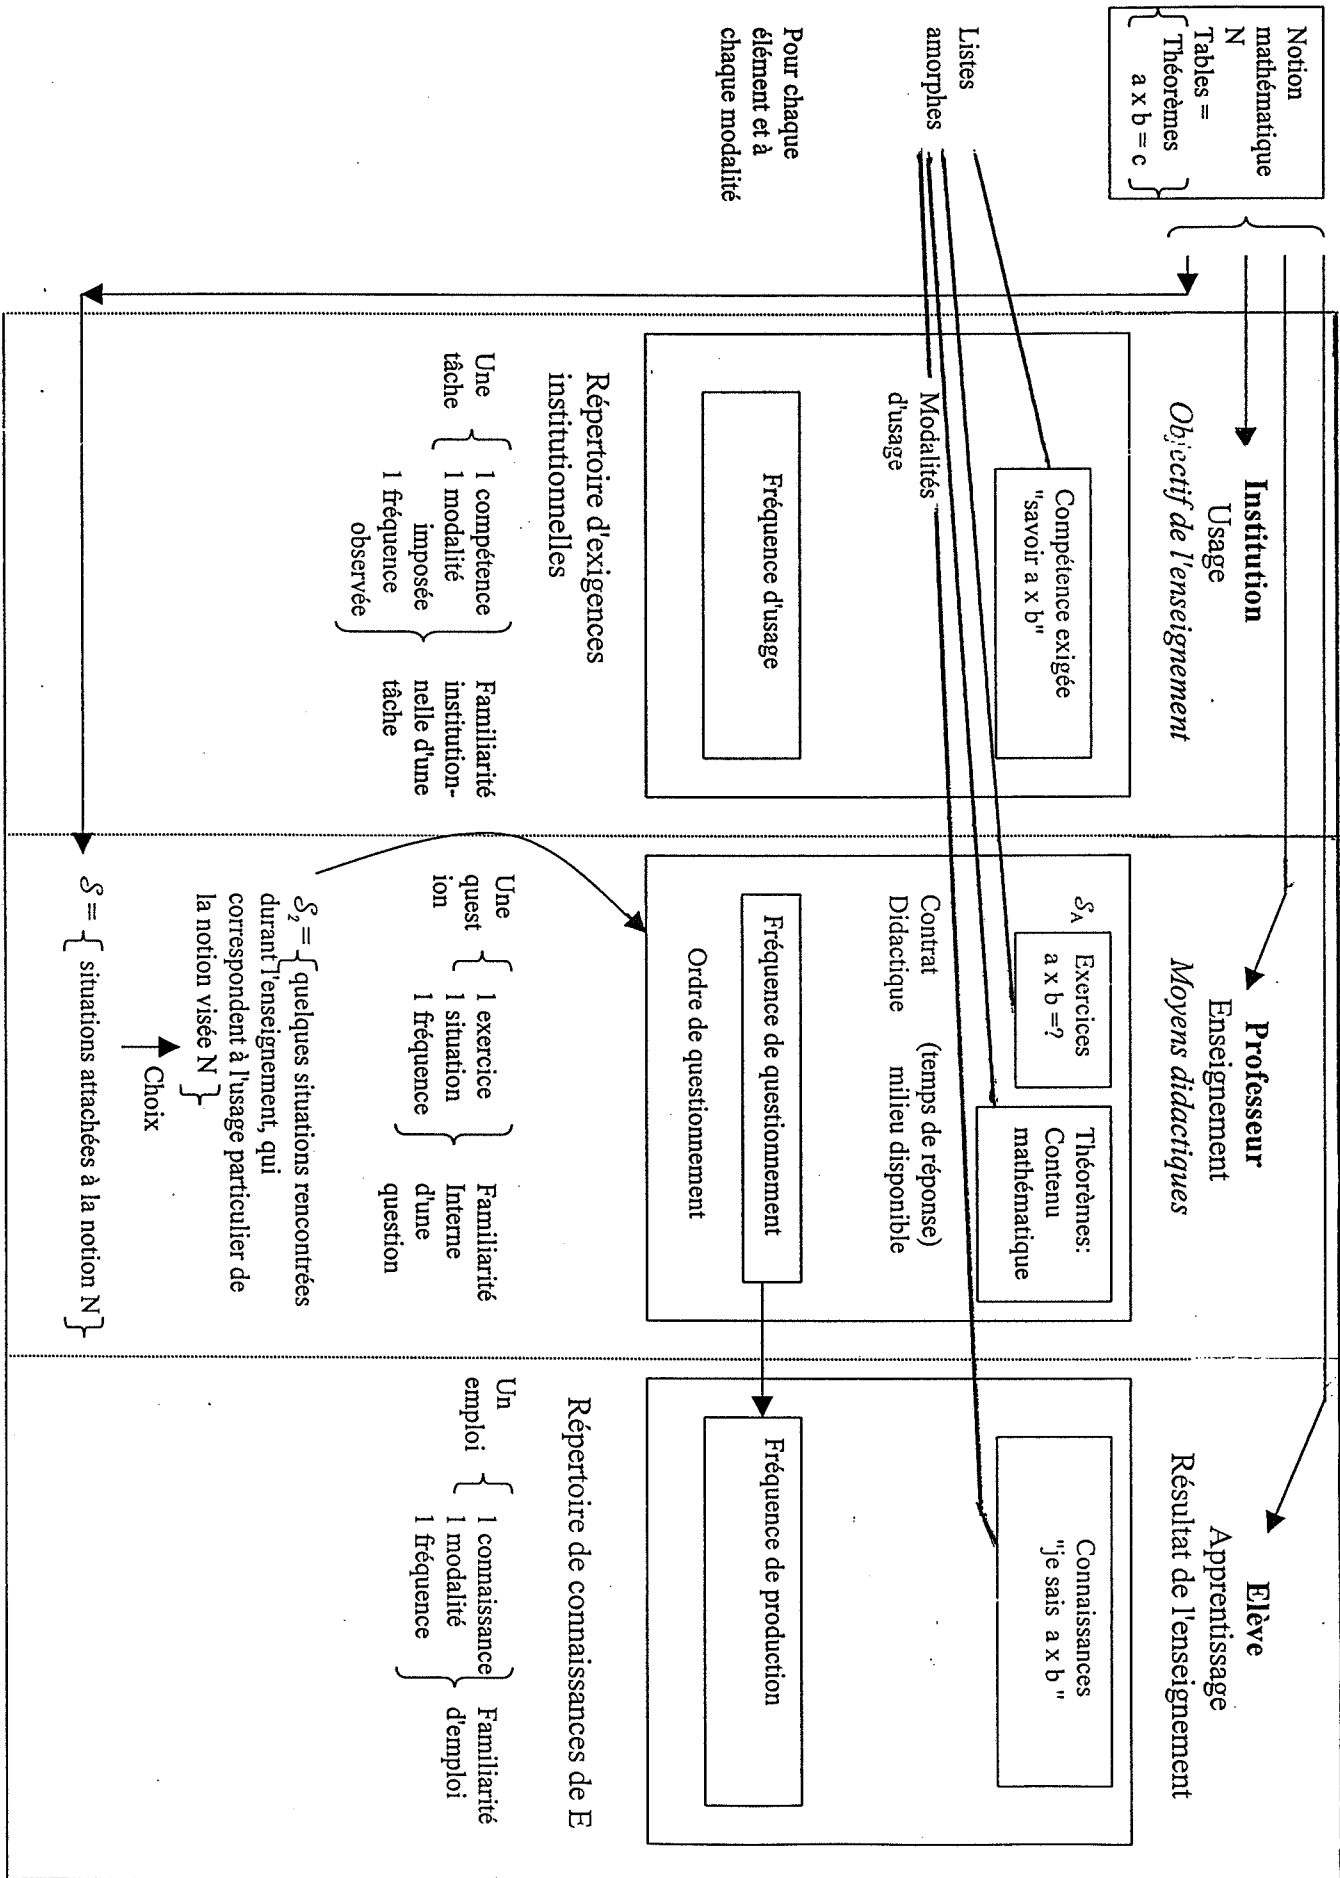 Notion
mathématique
N
Tables =
{ Théorèmes }
a x b = c
Listes
amorphes
Pour chaque
élément et à
chaque modalité
Institution
Usage
Objectif de l'enseignement
Compétence exigée
"savoir a x b"
Modalités
d'usage
Fréquence d'usage
Répertoire d'exigences
institutionnelles
Une
tâche
{ 1 compétence
1 modalité
imposée
1 fréquence
observée }
Familiarité
institution-
nelle d'une
tâche
Professeur
Enseignement
Moyens didactiques
𝒮A
Exercices
a x b =?
Théorèmes:
Contenu
mathématique
Contrat (temps de réponse)
Didactique milieu disponible
Fréquence de questionnement
Ordre de questionnement
Une
quest
ion
{ 1 exercice
1 situation
1 fréquence }
Familiarité
Interne
d'une
question
𝒮2 = { quelques situations rencontrées
durant l'enseignement, qui
correspondent à l'usage particulier de
la notion visée N }
Choix
𝒮 = { situations attachées à la notion N }
Elève
Apprentissage
Résultat de l'enseignement
Connaissances
"je sais a x b "
Fréquence de production
Répertoire de connaissances de E
Un
emploi
{ 1 connaissance
1 modalité
1 fréquence }
Familiarité
d'emploi